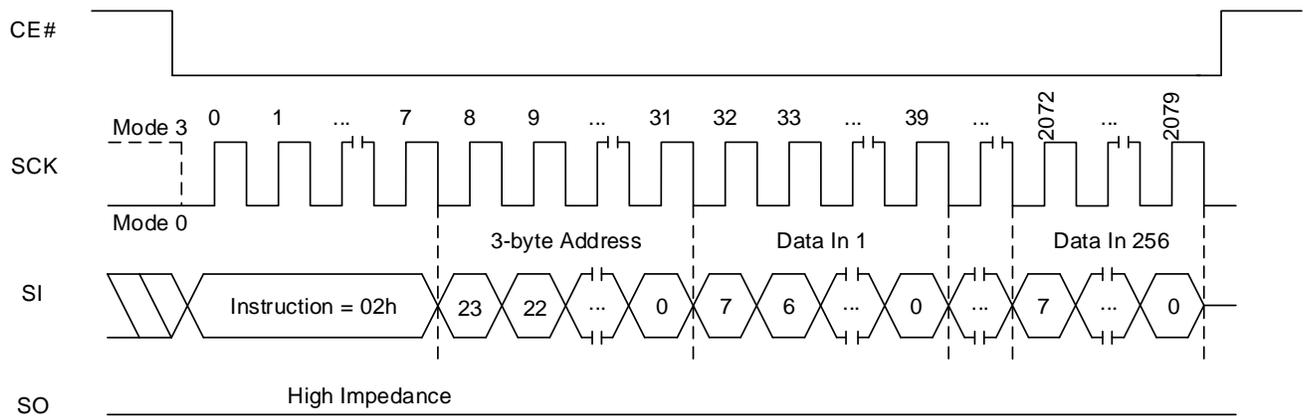 CE#
Mode 3
0 1 ... 7 8 9 ... 31 32 33 ... 39 ... 2072 ... 2079
SCK
Mode 0
3-byte Address Data In 1 Data In 256
SI
Instruction = 02h 23 22 ... 0 7 6 ... 0 ... 7 ... 0
High Impedance
SO